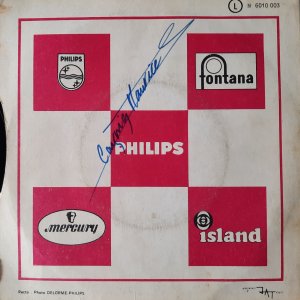 L N 6010 003
PHILIPS
fontana
PHILIPS
mercury
island
Recto : Photo DELORME-PHILIPS